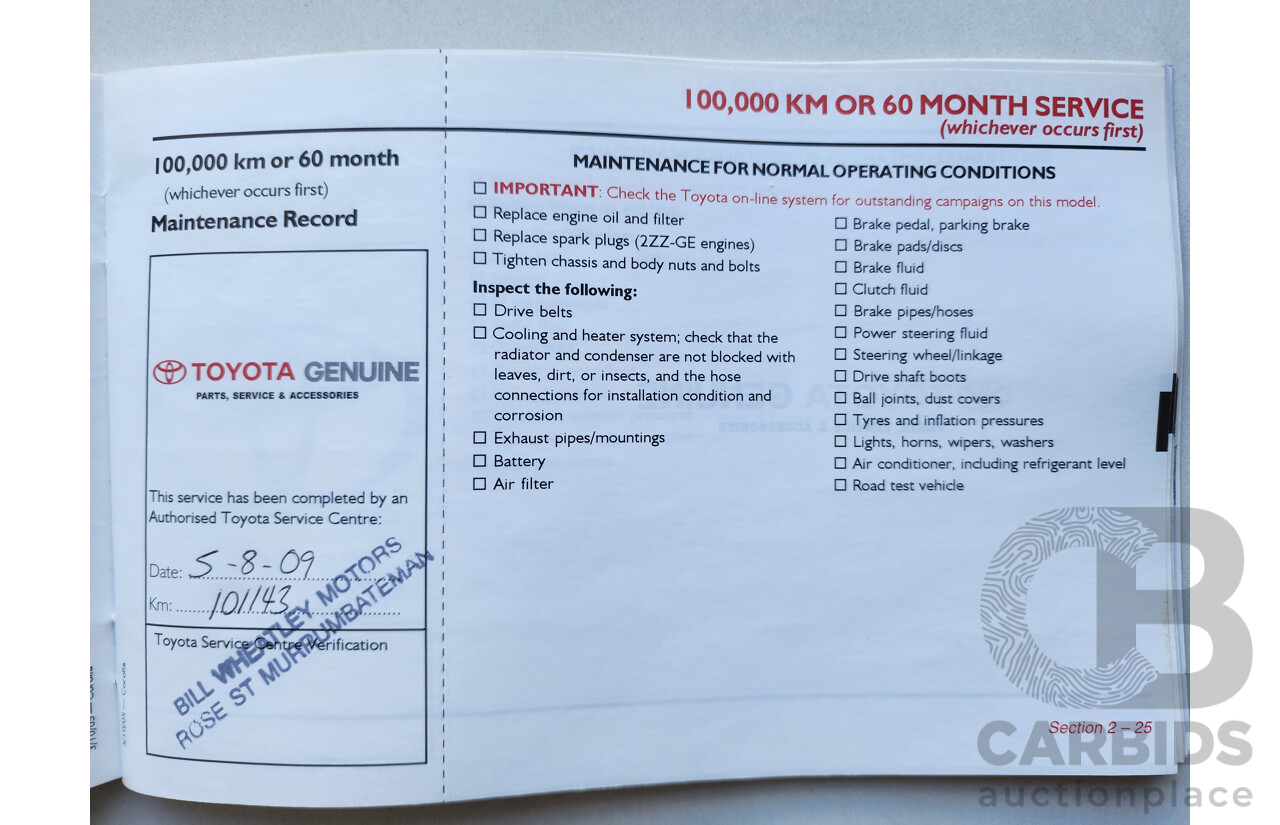 100,000 KM OR 60 MONTH SERVICE
(whichever occurs first)
100,000 km or 60 month
(whichever occurs first)
Maintenance Record
TOYOTA GENUINE
PARTS, SERVICE & ACCESSORIES
This service has been completed by an
Authorised Toyota Service Centre:
Date: 5-8-09
Km: 101143
Toyota Service Centre Verification
BILL WHEATLEY MOTORS
ROSE ST MURRUMBATEMAN
MAINTENANCE FOR NORMAL OPERATING CONDITIONS
IMPORTANT: Check the Toyota on-line system for outstanding campaigns on this model.
Replace engine oil and filter
Replace spark plugs (2ZZ-GE engines)
Tighten chassis and body nuts and bolts
Inspect the following:
Drive belts
Cooling and heater system; check that the
radiator and condenser are not blocked with
leaves, dirt, or insects, and the hose
connections for installation condition and
corrosion
Exhaust pipes/mountings
Battery
Air filter
Brake pedal, parking brake
Brake pads/discs
Brake fluid
Clutch fluid
Brake pipes/hoses
Power steering fluid
Steering wheel/linkage
Drive shaft boots
Ball joints, dust covers
Tyres and inflation pressures
Lights, horns, wipers, washers
Air conditioner, including refrigerant level
Road test vehicle
Section 2 – 25
CB
CARBIDS
auctionplace